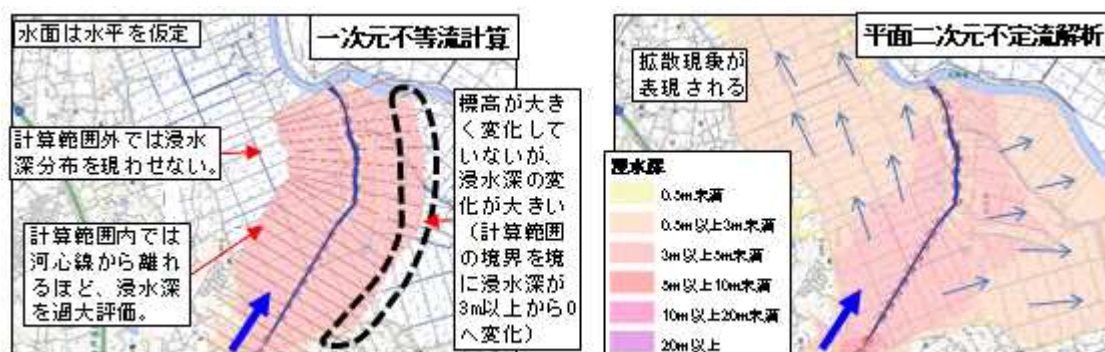 水面は水平を仮定
一次元不等流計算
計算範囲外では浸水
深分布を現わせない。
計算範囲内では
河心線から離れ
るほど、浸水深
を過大評価。
標高が大き
く変化して
いないが、
浸水深の変
化が大きい
（計算範囲
の境界を境
に浸水深が
3m以上から0
へ変化）
平面二次元不定流解析
拡散現象が
表現される
浸水深
0.5m未満
0.5m以上3m未満
3m以上5m未満
5m以上10m未満
10m以上20m未満
20m以上